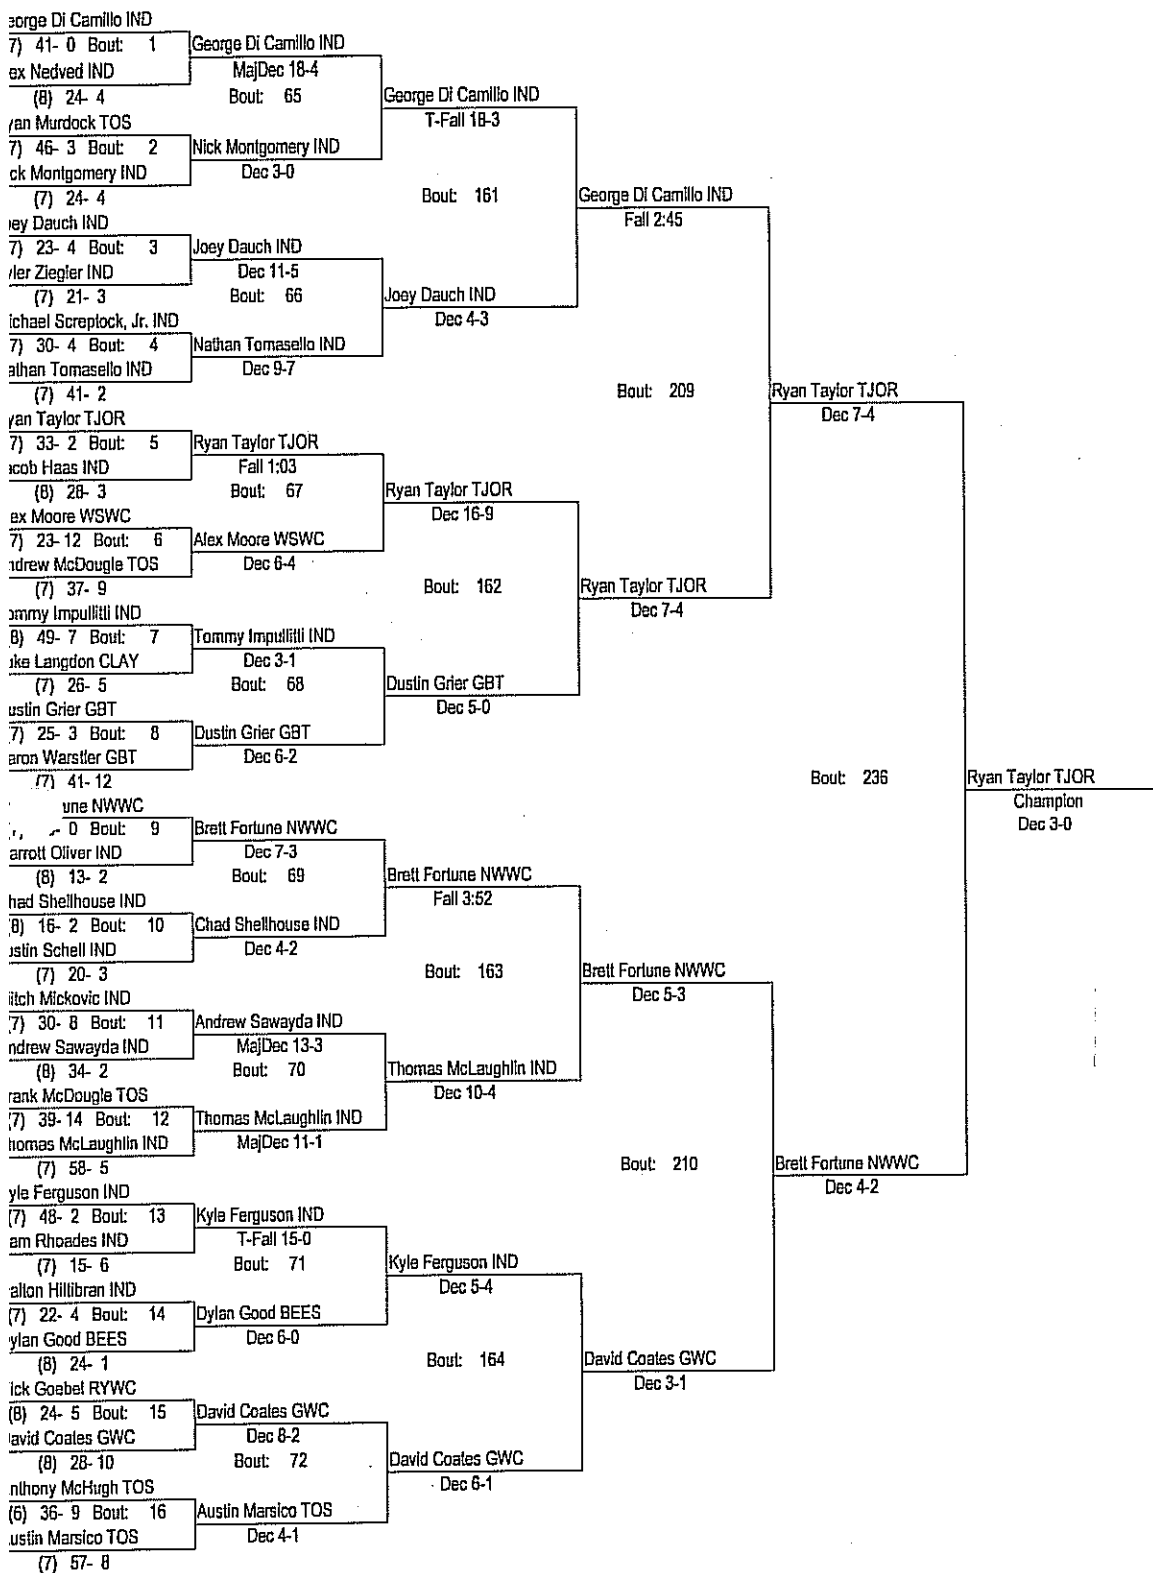 eorge Di Camillo IND
7) 41- 0 Bout: 1
ex Nedved IND
(8) 24- 4
yan Murdock TOS
7) 46- 3 Bout: 2
ck Montgomery IND
(7) 24- 4
oey Dauch IND
7) 23- 4 Bout: 3
yler Ziegler IND
(7) 21- 3
ichael Screptock, Jr. IND
7) 30- 4 Bout: 4
athan Tomasello IND
(7) 41- 2
yan Taylor TJOR
7) 33- 2 Bout: 5
acob Haas IND
(8) 28- 3
ex Moore WSWC
7) 23- 12 Bout: 6
ndrew McDougle TOS
(7) 37- 9
ommy Impullitti IND
8) 49- 7 Bout: 7
uke Langdon CLAY
(7) 26- 5
ustin Grier GBT
7) 25- 3 Bout: 8
aron Warstler GBT
(7) 41- 12
une NWWC
0 Bout: 9
arrott Oliver IND
(8) 13- 2
had Shellhouse IND
(8) 16- 2 Bout: 10
ustin Schell IND
(7) 20- 3
litch Mickovic IND
(7) 30- 8 Bout: 11
ndrew Sawayda IND
(8) 34- 2
rank McDougle TOS
(7) 39- 14 Bout: 12
homas McLaughlin IND
(7) 58- 5
yle Ferguson IND
(7) 48- 2 Bout: 13
am Rhoades IND
(7) 15- 6
alton Hillibran IND
(7) 22- 4 Bout: 14
ylan Good BEES
(8) 24- 1
ick Goebel RYWC
(8) 24- 5 Bout: 15
avid Coates GWC
(8) 28- 10
nthony McHugh TOS
(6) 36- 9 Bout: 16
ustin Marsico TOS
(7) 57- 8
George Di Camillo IND
MajDec 18-4
Bout: 65
Nick Montgomery IND
Dec 3-0
Joey Dauch IND
Dec 11-5
Bout: 66
Nathan Tomasello IND
Dec 9-7
Ryan Taylor TJOR
Fall 1:03
Bout: 67
Alex Moore WSWC
Dec 6-4
Tommy Impullitti IND
Dec 3-1
Bout: 68
Dustin Grier GBT
Dec 6-2
Brett Fortune NWWC
Dec 7-3
Bout: 69
Chad Shellhouse IND
Dec 4-2
Andrew Sawayda IND
MajDec 13-3
Bout: 70
Thomas McLaughlin IND
MajDec 11-1
Kyle Ferguson IND
T-Fall 15-0
Bout: 71
Dylan Good BEES
Dec 6-0
David Coates GWC
Dec 8-2
Bout: 72
Austin Marsico TOS
Dec 4-1
George Di Camillo IND
T-Fall 18-3
Bout: 161
Joey Dauch IND
Dec 4-3
Ryan Taylor TJOR
Dec 16-9
Bout: 162
Dustin Grier GBT
Dec 5-0
Brett Fortune NWWC
Fall 3:52
Bout: 163
Thomas McLaughlin IND
Dec 10-4
Kyle Ferguson IND
Dec 5-4
Bout: 164
David Coates GWC
Dec 6-1
George Di Camillo IND
Fall 2:45
Bout: 209
Ryan Taylor TJOR
Dec 7-4
Brett Fortune NWWC
Dec 5-3
Bout: 210
David Coates GWC
Dec 3-1
Ryan Taylor TJOR
Dec 7-4
Bout: 236
Brett Fortune NWWC
Dec 4-2
Ryan Taylor TJOR
Champion
Dec 3-0